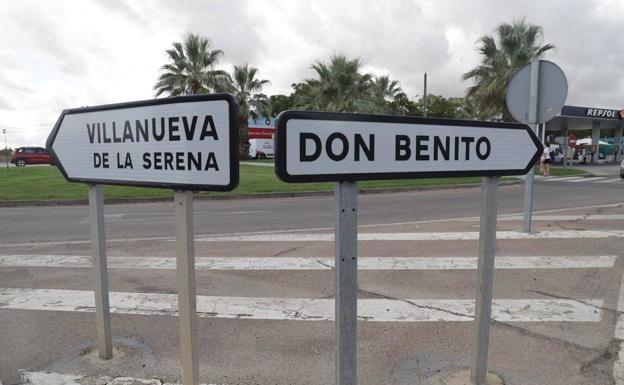 VILLANUEVA
DE LA SERENA
DON BENITO
REPSOL